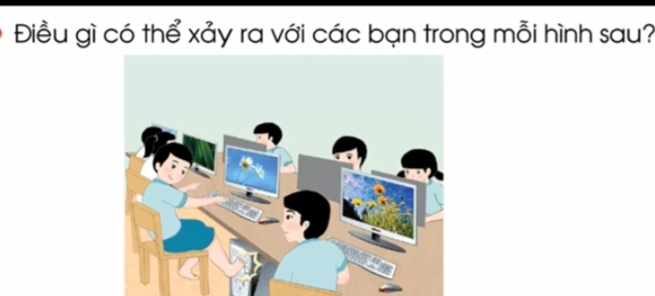 Điều gì có thể xảy ra với các bạn trong mỗi hình sau?